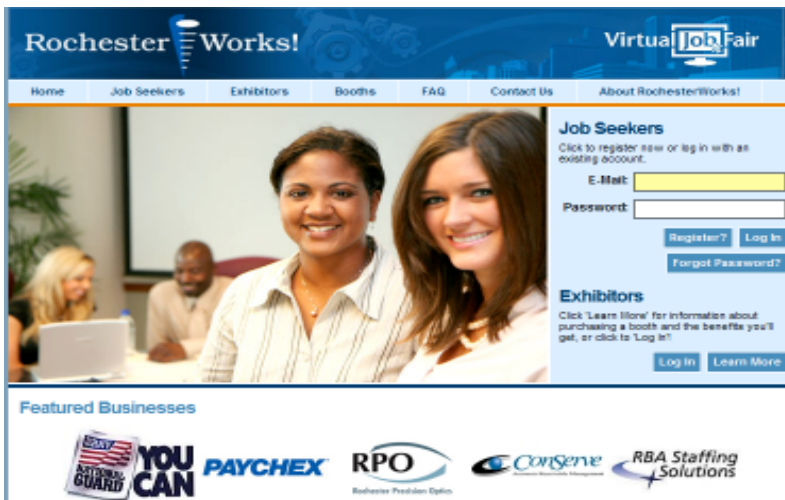 Rochester Works!
Virtual Job Fair
Home Job Seekers Exhibitors Booths FAQ Contact Us About RochesterWorks!
Job Seekers
Click to register now or log in with an
existing account.
E-Mail:
Password:
Register? Log In
Forgot Password?
Exhibitors
Click 'Learn More' for information about
purchasing a booth and the benefits you'll
get, or click to 'Log In'!
Log In Learn More
Featured Businesses
ARMY NATIONAL GUARD YOU CAN
PAYCHEX
RPO
Rochester Precision Optics
ConServe
Accounts Receivable Management
RBA Staffing Solutions